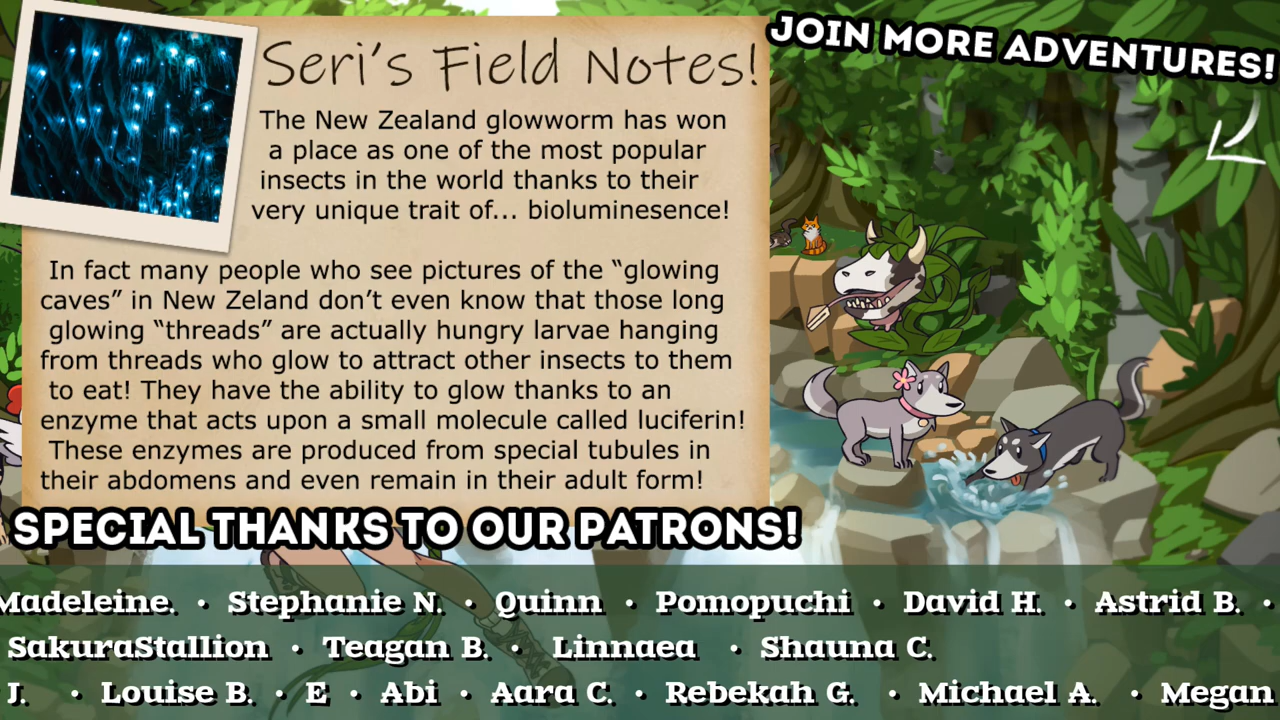 Seri's Field Notes!
JOIN MORE ADVENTURES!
The New Zealand glowworm has won
a place as one of the most popular
insects in the world thanks to their
very unique trait of... bioluminesence!
In fact many people who see pictures of the “glowing
caves” in New Zeland don’t even know that those long
glowing “threads” are actually hungry larvae hanging
from threads who glow to attract other insects to them
to eat! They have the ability to glow thanks to an
enzyme that acts upon a small molecule called luciferin!
These enzymes are produced from special tubules in
their abdomens and even remain in their adult form!
SPECIAL THANKS TO OUR PATRONS!
Madeleine. • Stephanie N. • Quinn • Pomopuchi • David H. • Astrid B. •
SakuraStallion • Teagan B. • Linnaea • Shauna C.
J. • Louise B. • E • Abi • Aara C. • Rebekah G. • Michael A. • Megan